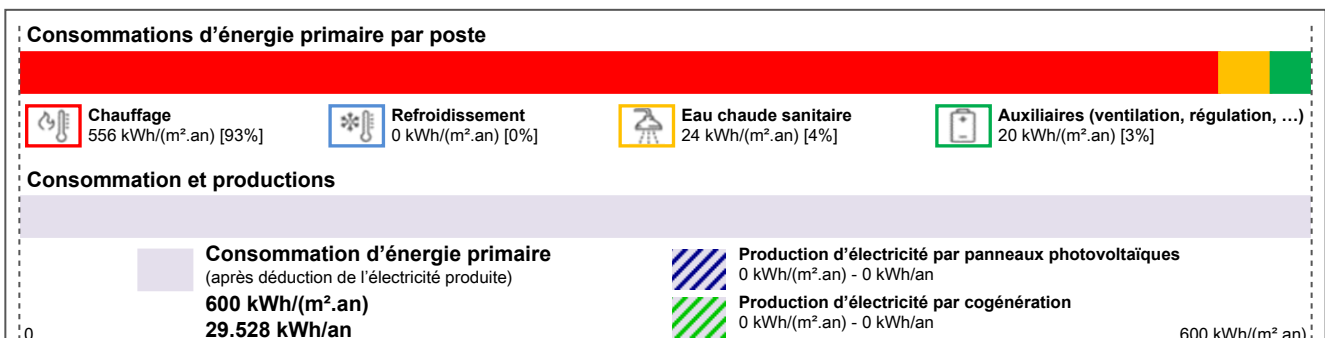 Consommations d’énergie primaire par poste
Chauffage
556 kWh/(m².an) [93%]
Refroidissement
0 kWh/(m².an) [0%]
Eau chaude sanitaire
24 kWh/(m².an) [4%]
Auxiliaires (ventilation, régulation, …)
20 kWh/(m².an) [3%]
Consommation et productions
Consommation d’énergie primaire
(après déduction de l’électricité produite)
600 kWh/(m².an)
29.528 kWh/an
Production d’électricité par panneaux photovoltaïques
0 kWh/(m².an) - 0 kWh/an
Production d’électricité par cogénération
0 kWh/(m².an) - 0 kWh/an
0
600 kWh/(m².an)